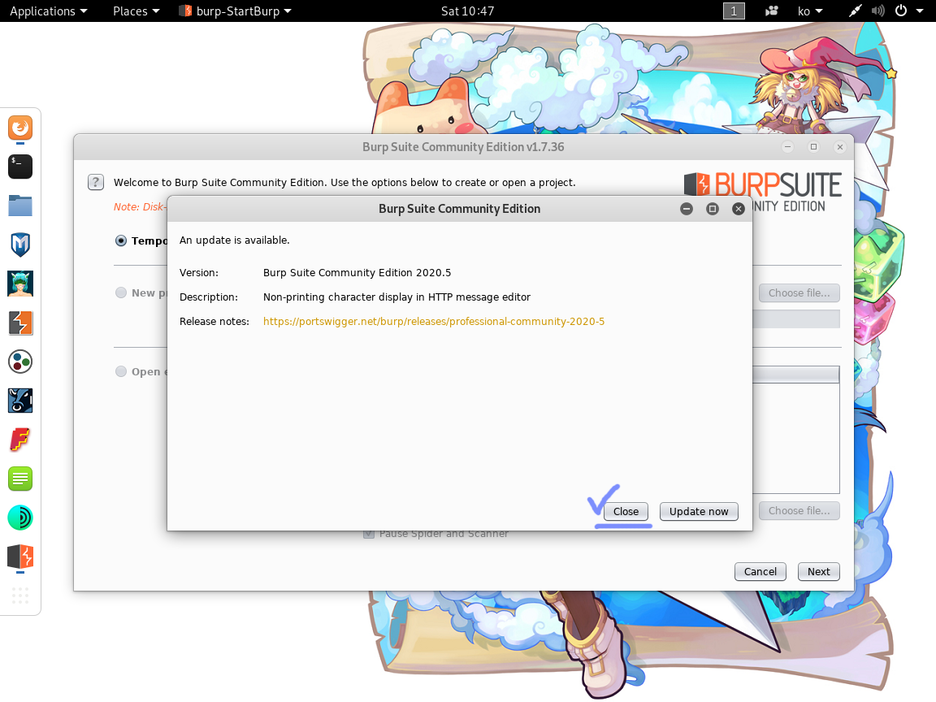 Applications Places burp-StartBurp Sat 10:47 1 ko
Burp Suite Community Edition v1.7.36
? Welcome to Burp Suite Community Edition. Use the options below to create or open a project.
BURPSUITE
Note: Disk-
Burp Suite Community Edition
An update is available.
Tempo
Version: Burp Suite Community Edition 2020.5
Description: Non-printing character display in HTTP message editor
New p
Choose file...
Release notes: https://portswigger.net/burp/releases/professional-community-2020-5
Open
Close Update now
Choose file...
Pause Spider and Scanner
Cancel Next